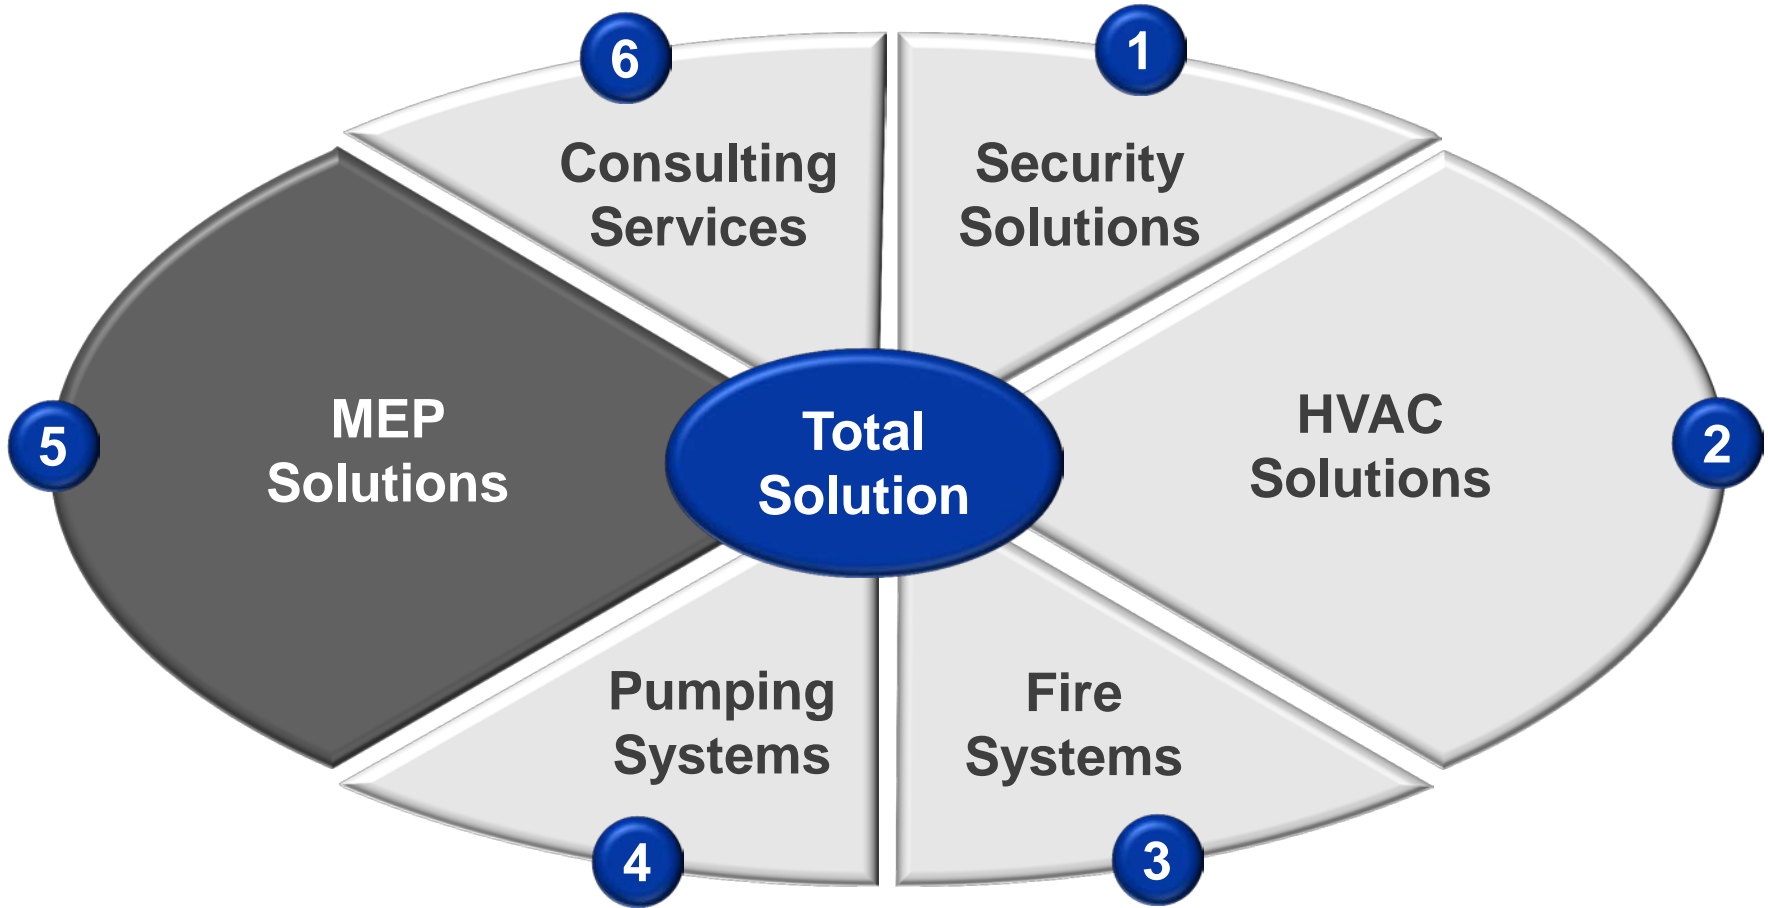 1
Security
Solutions
2
HVAC
Solutions
3
Fire
Systems
4
Pumping
Systems
5
MEP
Solutions
6
Consulting
Services
Total
Solution